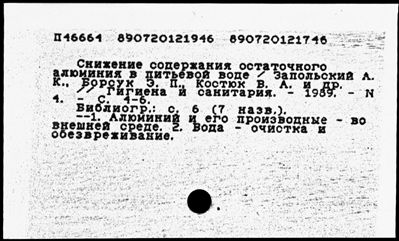 П46664 890720121946 890720121746
Снижение содержания остаточного
алюминия в питьевой воде / Запольский А.
К., Борсук Э. П., Костюк В. А. и др.
// Гигиена и санитария. - 1989. - N
4. - С. 4-6.
Библиогр.: с. 6 (7 назв.).
--1. Алюминий и его производные - во
внешней среде. 2. Вода - очистка и
обезвреживание.